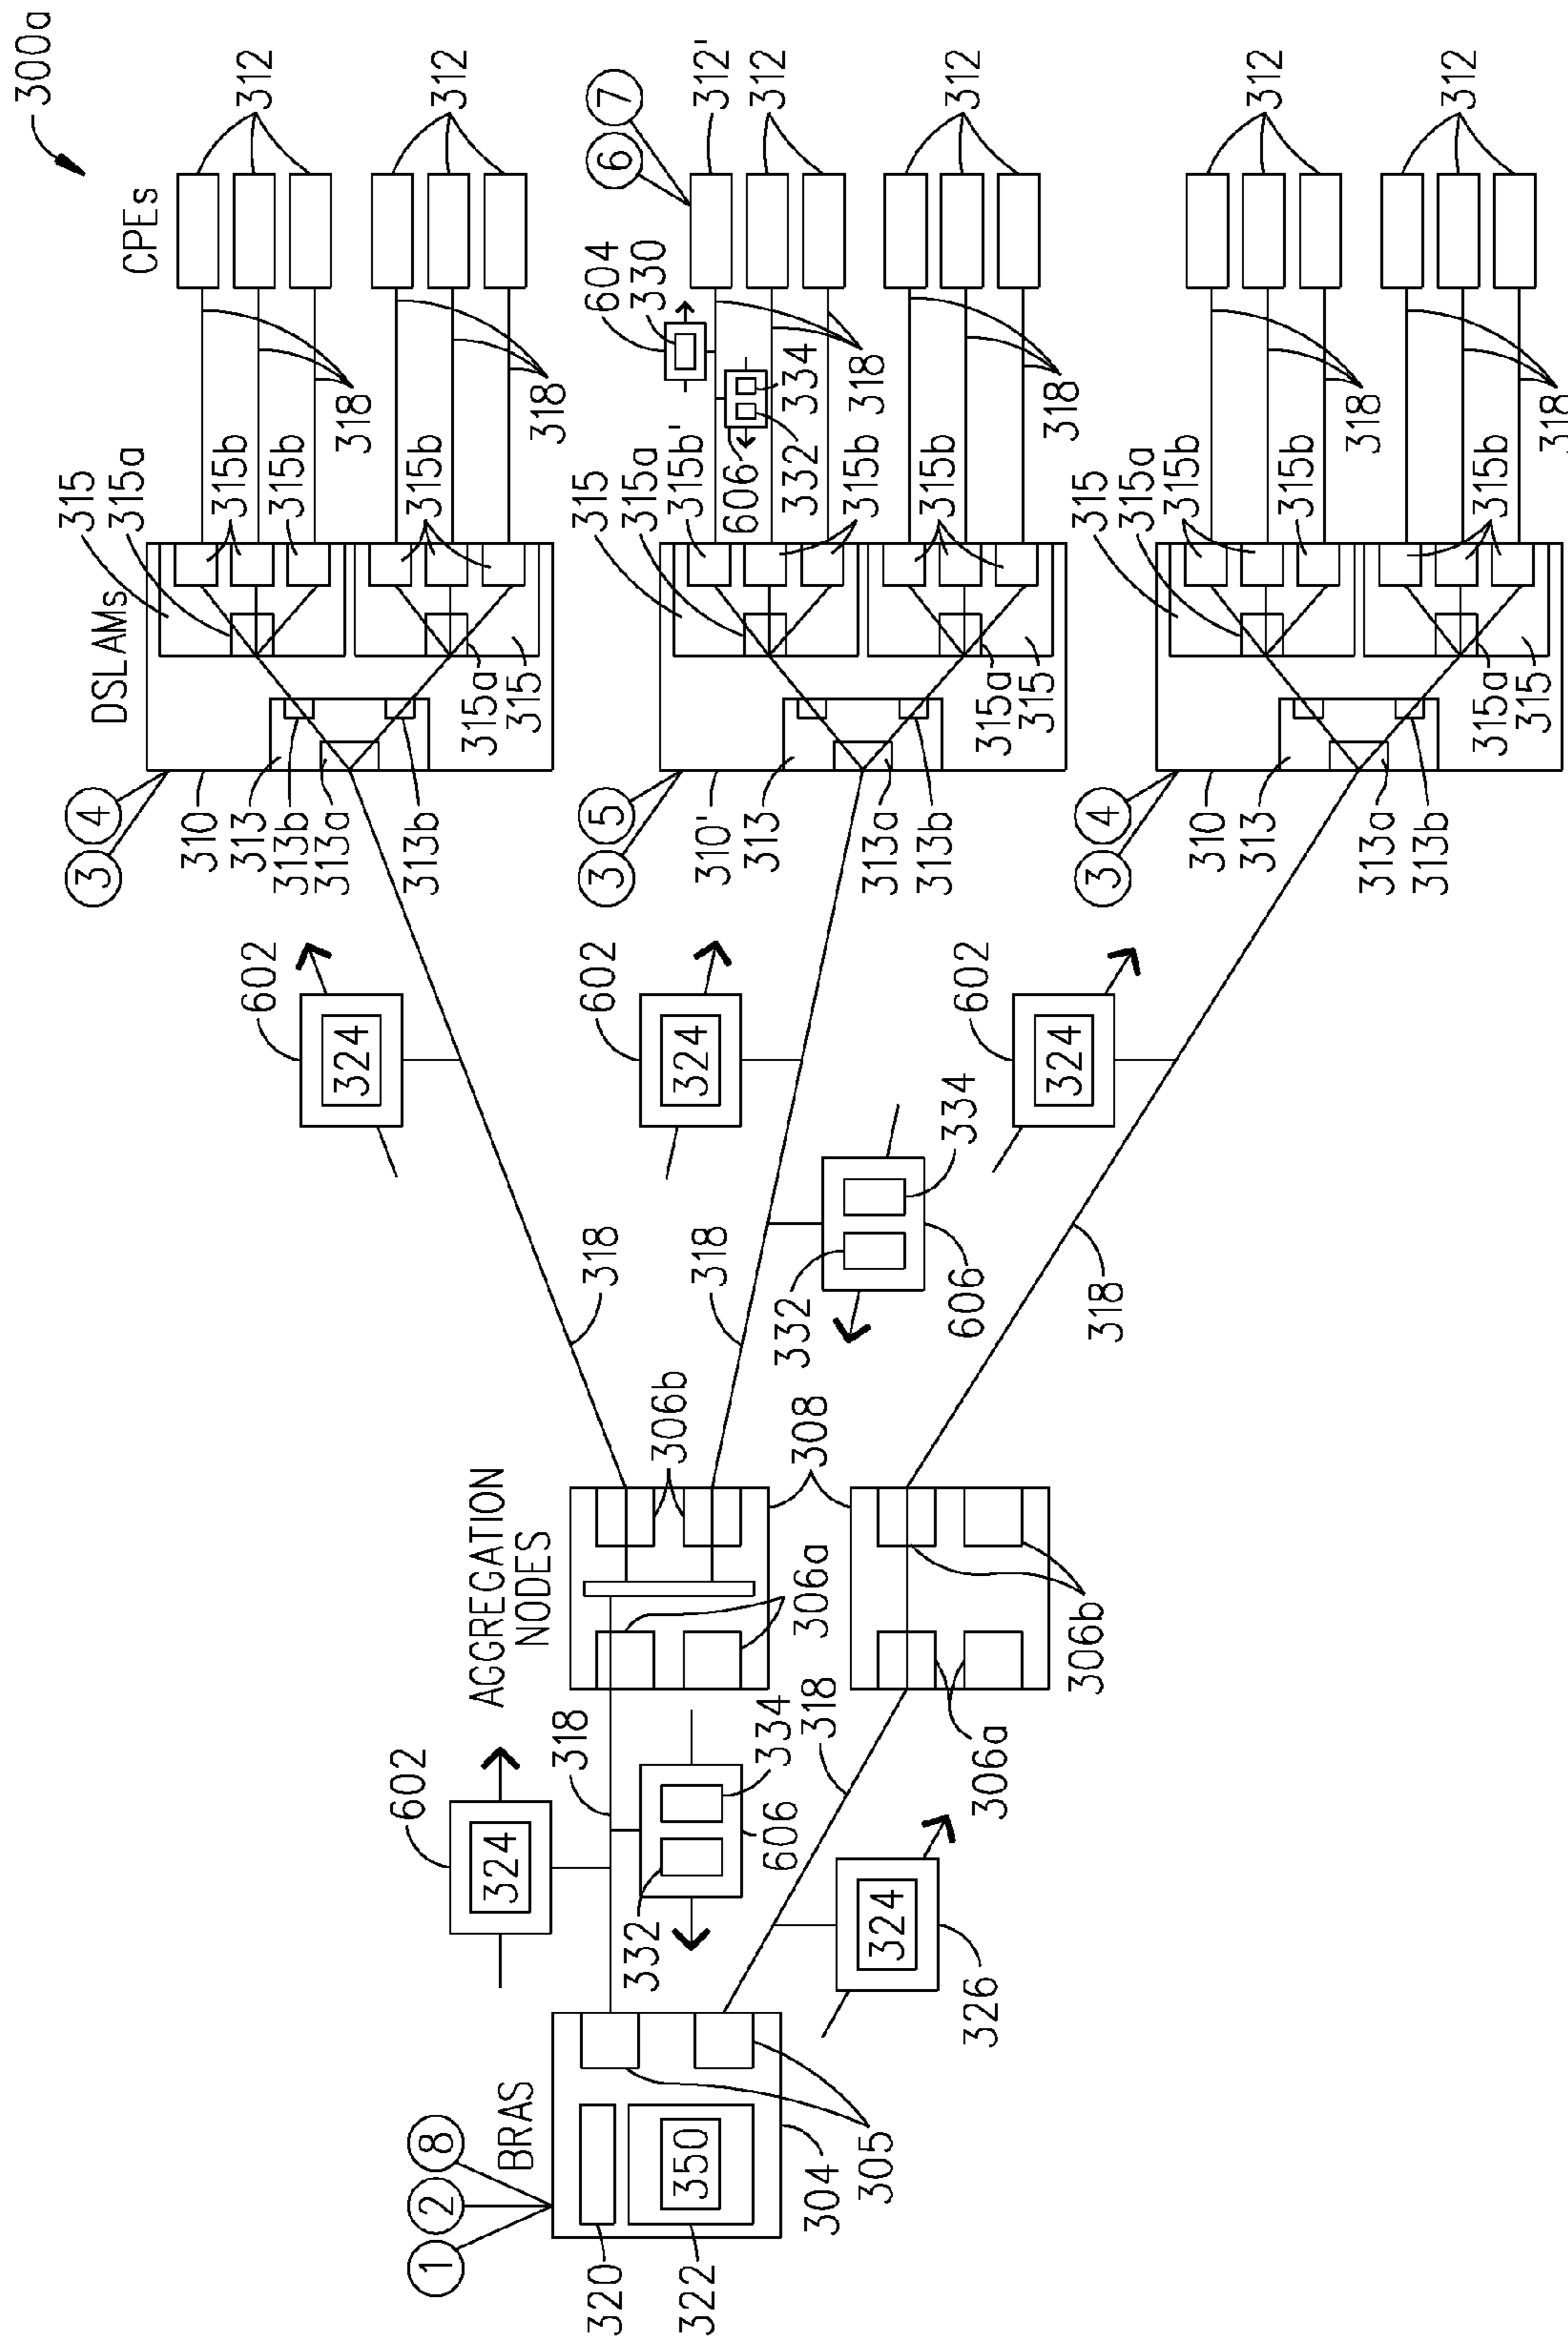 300a
1
2
8
BRAS
320
322
350
304
305
602
324
318
332
606
334
318
324
326
AGGREGATION
NODES
306b
306a
308
306a
306b
318
318
318
602
324
602
324
602
324
332
606
334
DSLAMs
3
4
310
313
313b
313a
313b
315
315a
315a
315
315b
315b
315b
318
318
CPEs
312
312
3
5
310'
313
313a
313b
315
315a
315b'
315b
315b
315a
315
604
330
606
332
334
318
318
6
7
312'
312
312
3
4
310
313
313a
313b
315
315a
315b
315b
315b
315a
315
318
318
312
312